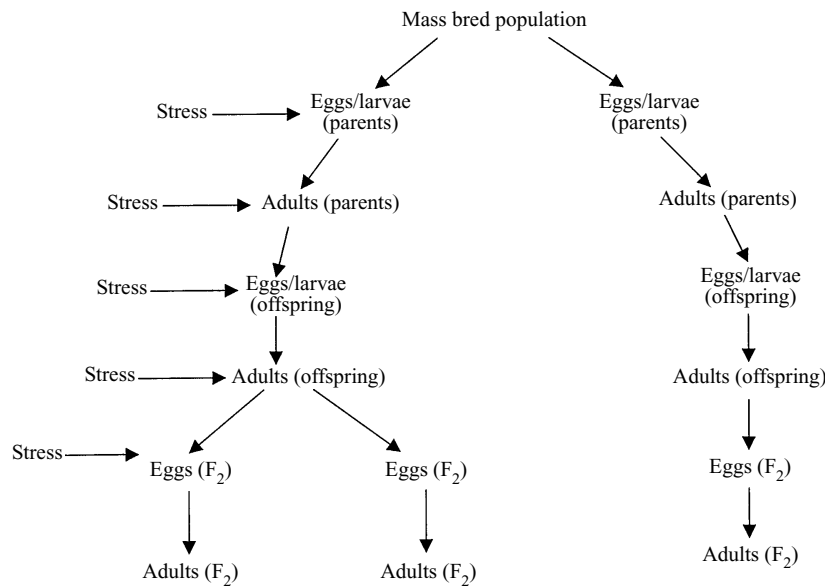 Mass bred population
Stress
Eggs/larvae
(parents)
Eggs/larvae
(parents)
Stress
Adults (parents)
Adults (parents)
Stress
Eggs/larvae
(offspring)
Eggs/larvae
(offspring)
Stress
Adults (offspring)
Adults (offspring)
Stress
Eggs (F₂)
Eggs (F₂)
Eggs (F₂)
Adults (F₂)
Adults (F₂)
Adults (F₂)